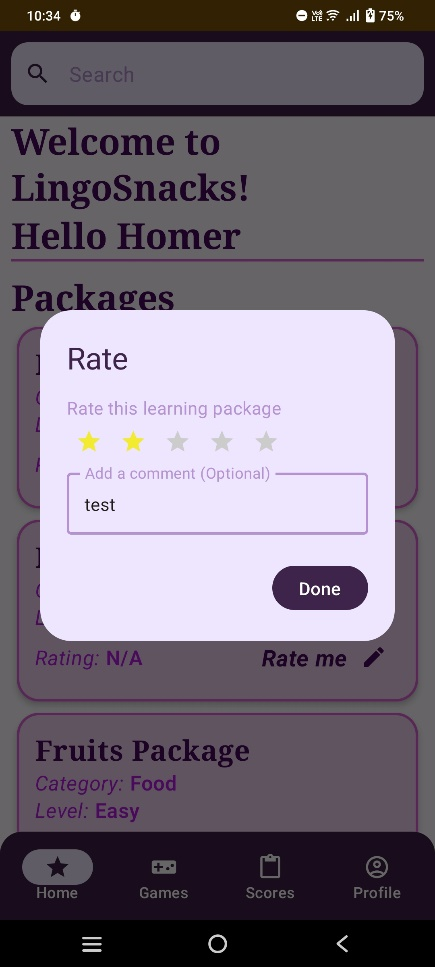 10:34
VoLTE
75%
Search
Welcome to
LingoSnacks!
Hello Homer
Packages
Rate
Rate this learning package
Add a comment (Optional)
test
Done
Rating: N/A
Rate me
Fruits Package
Category: Food
Level: Easy
Home Games Scores Profile